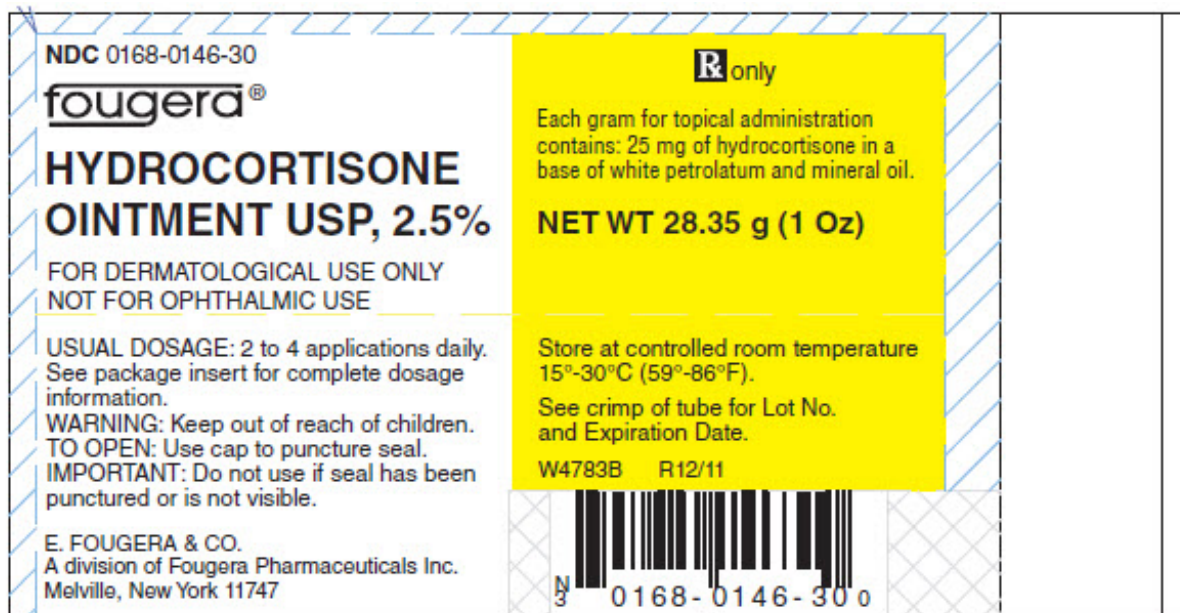 NDC 0168-0146-30
fougera®
HYDROCORTISONE
OINTMENT USP, 2.5%
FOR DERMATOLOGICAL USE ONLY
NOT FOR OPHTHALMIC USE
USUAL DOSAGE: 2 to 4 applications daily.
See package insert for complete dosage
information.
WARNING: Keep out of reach of children.
TO OPEN: Use cap to puncture seal.
IMPORTANT: Do not use if seal has been
punctured or is not visible.
E. FOUGERA & CO.
A division of Fougera Pharmaceuticals Inc.
Melville, New York 11747
Rx only
Each gram for topical administration
contains: 25 mg of hydrocortisone in a
base of white petrolatum and mineral oil.
NET WT 28.35 g (1 Oz)
Store at controlled room temperature
15°-30°C (59°-86°F).
See crimp of tube for Lot No.
and Expiration Date.
W4783B R12/11
N
3 0168-0146-30 0